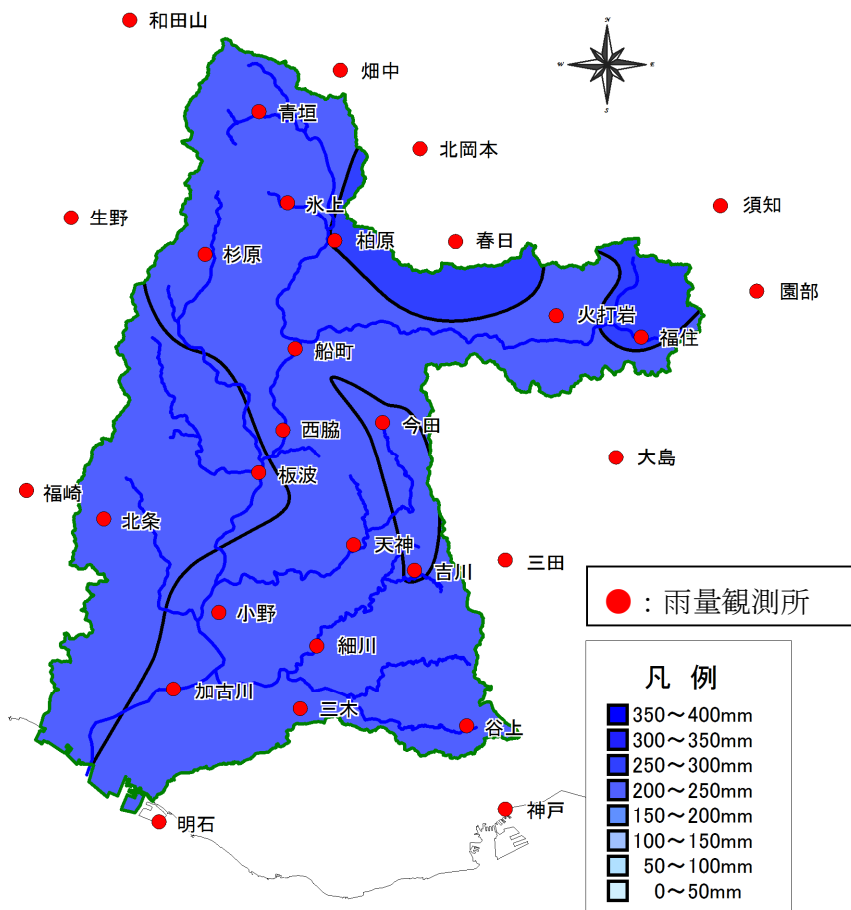 和田山
N
W
E
S
畑中
青垣
北岡本
氷上
須知
生野
柏原
春日
杉原
園部
火打岩
福住
船町
今田
西脇
大島
板波
福崎
北条
天神
三田
吉川
●：雨量観測所
小野
細川
凡 例
加古川
三木
350～400mm
谷上
300～350mm
250～300mm
200～250mm
150～200mm
神戸
明石
100～150mm
50～100mm
0～50mm